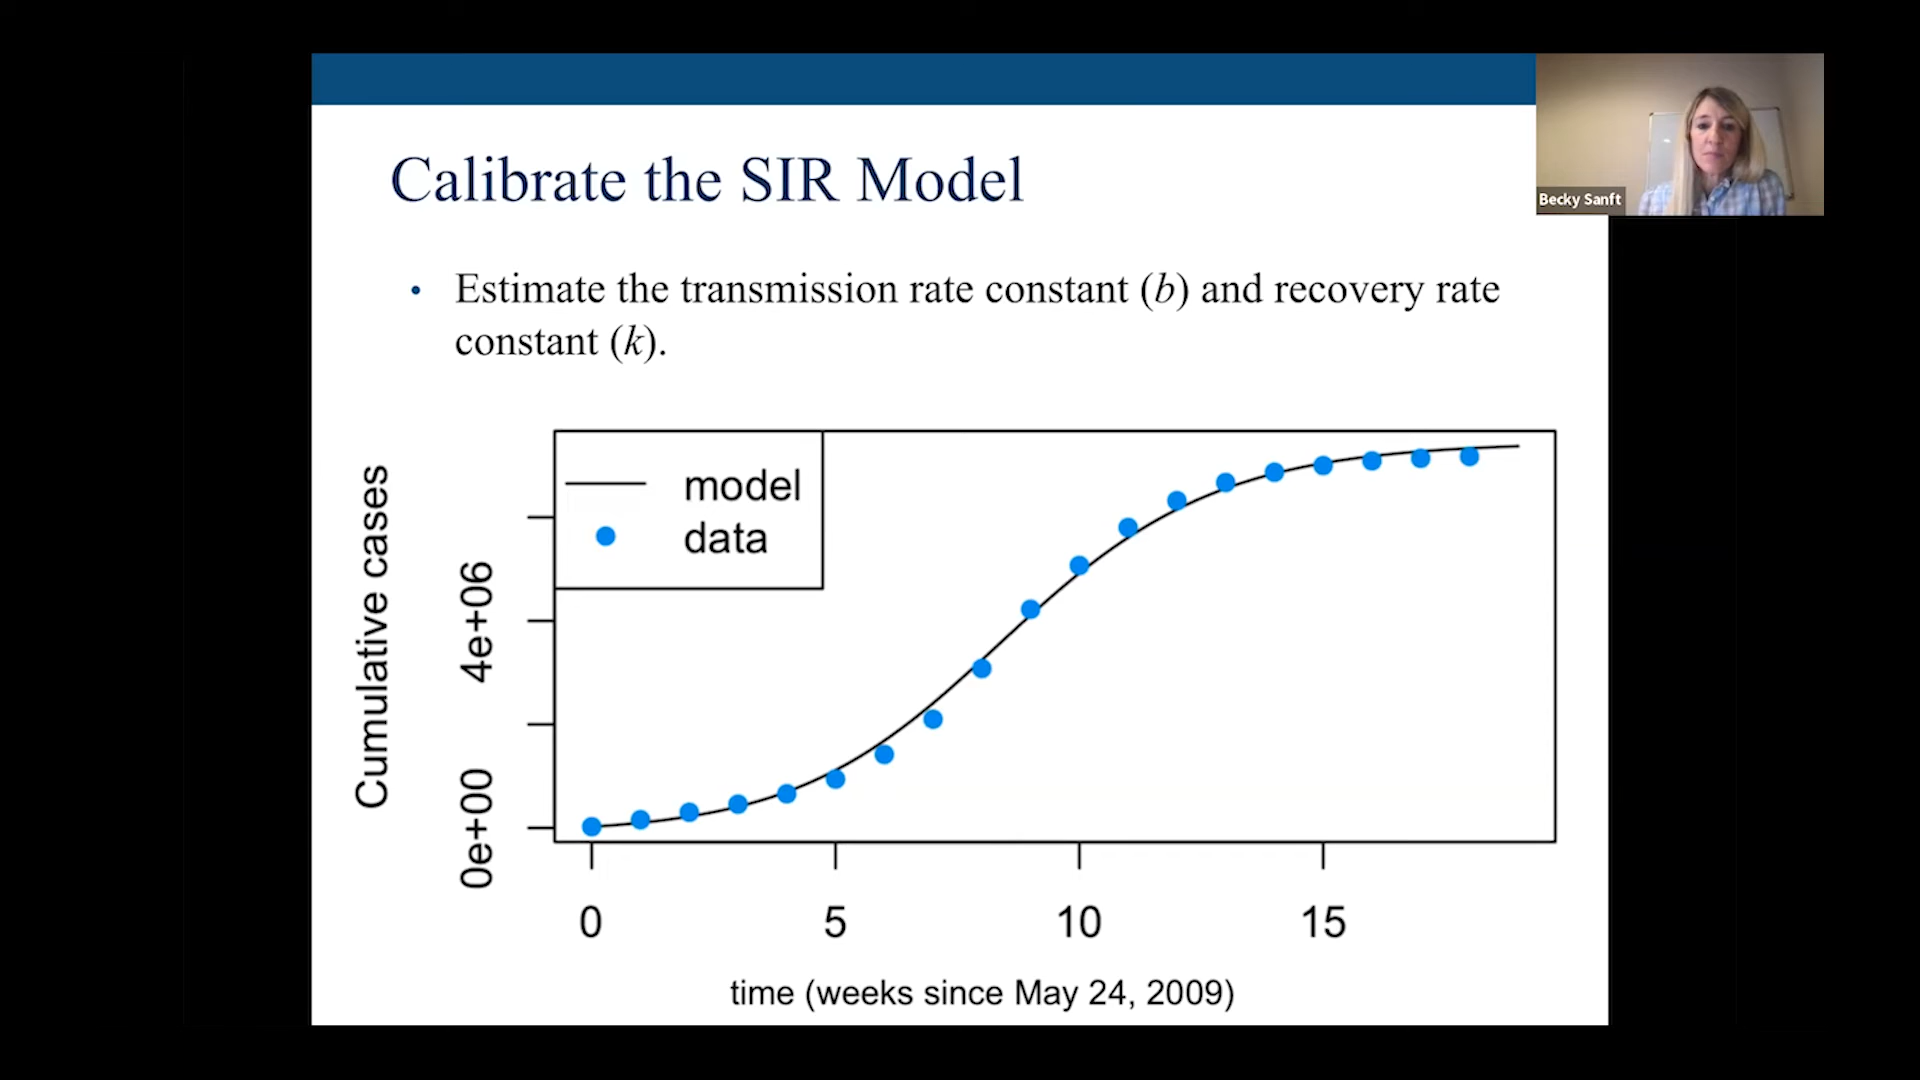 Calibrate the SIR Model
Becky Sanft
• Estimate the transmission rate constant (b) and recovery rate
constant (k).
model
data
Cumulative cases
4e+06
0e+00
0 5 10 15
time (weeks since May 24, 2009)